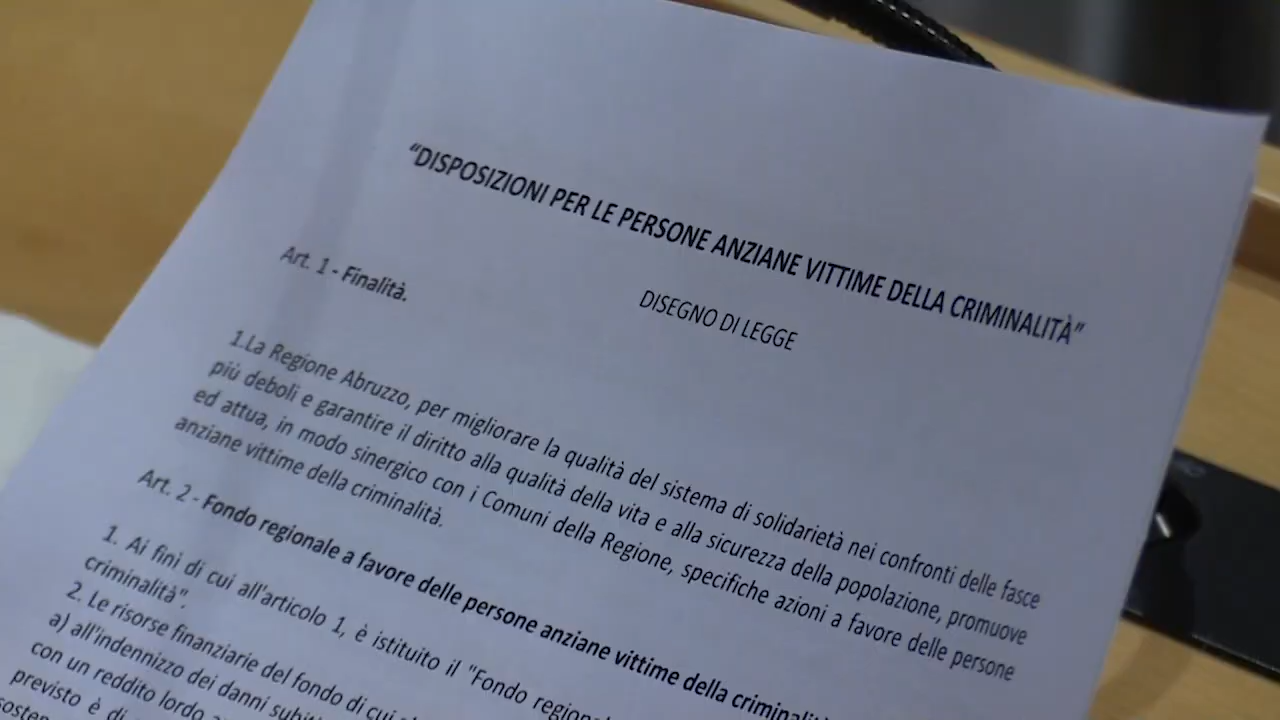 “DISPOSIZIONI PER LE PERSONE ANZIANE VITTIME DELLA CRIMINALITÀ”
DISEGNO DI LEGGE
Art. 1 - Finalità.
1.La Regione Abruzzo, per migliorare la qualità del sistema di solidarietà nei confronti delle fasce
più deboli e garantire il diritto alla qualità della vita e alla sicurezza della popolazione, promuove
ed attua, in modo sinergico con i Comuni della Regione, specifiche azioni a favore delle persone
anziane vittime della criminalità.
Art. 2 - Fondo regionale a favore delle persone anziane vittime della criminalit
1. Ai fini di cui all'articolo 1, è istituito il "Fondo regional
criminalità".
2. Le risorse finanziarie del fondo di cui
a) all'indennizzo dei danni subiti
con un reddito lordo
previsto è di